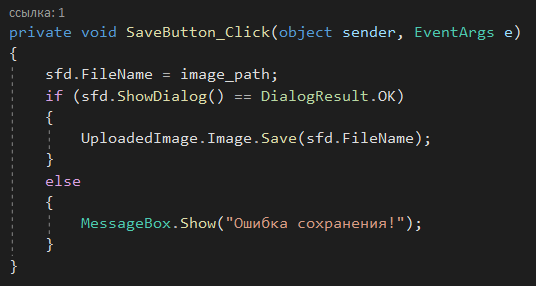 ссылка: 1
private void SaveButton_Click(object sender, EventArgs e)
{
sfd.FileName = image_path;
if (sfd.ShowDialog() == DialogResult.OK)
{
UploadedImage.Image.Save(sfd.FileName);
}
else
{
MessageBox.Show("Ошибка сохранения!");
}
}